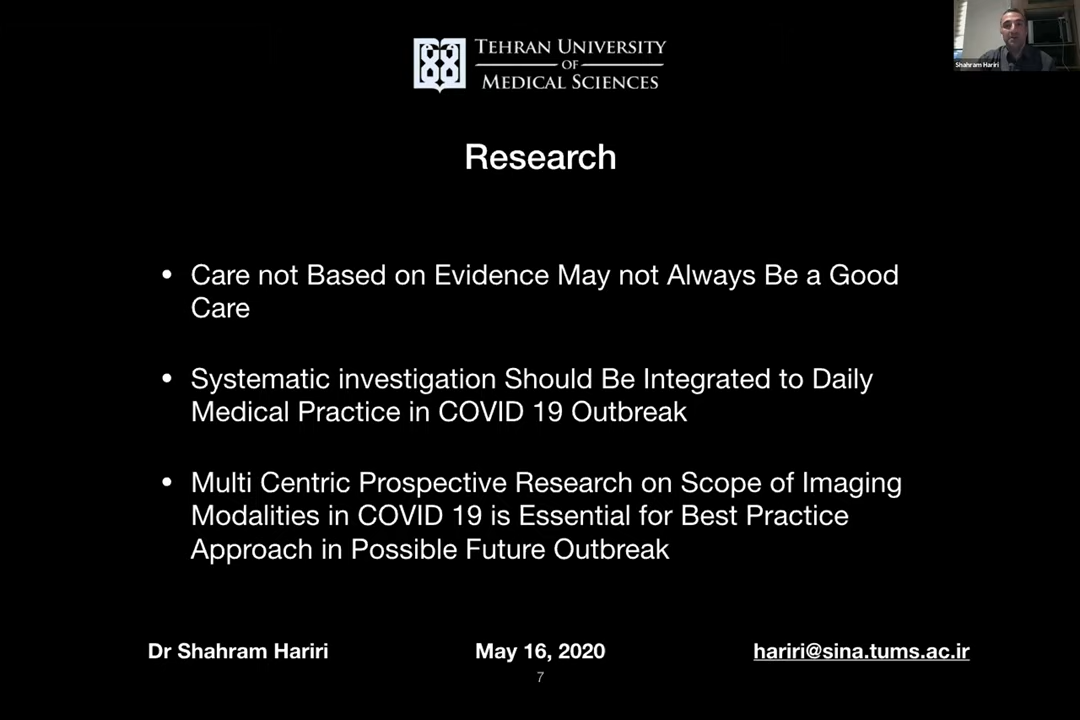 Shahram Hariri
TEHRAN UNIVERSITY
OF
MEDICAL SCIENCES
Research
• Care not Based on Evidence May not Always Be a Good
Care
• Systematic investigation Should Be Integrated to Daily
Medical Practice in COVID 19 Outbreak
• Multi Centric Prospective Research on Scope of Imaging
Modalities in COVID 19 is Essential for Best Practice
Approach in Possible Future Outbreak
Dr Shahram Hariri May 16, 2020 hariri@sina.tums.ac.ir
7